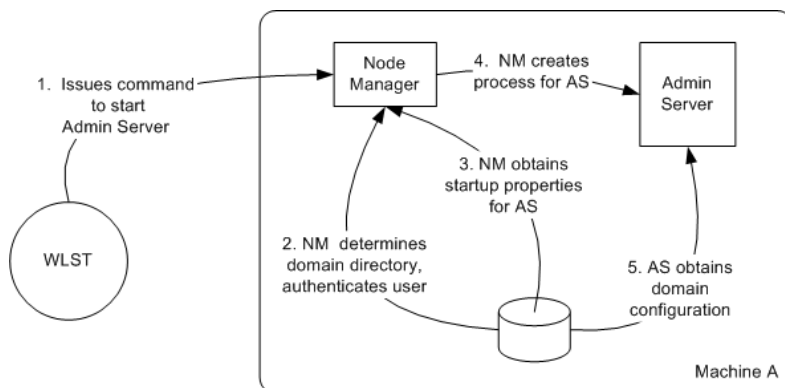 Node
Manager
4. NM creates
process for AS
Admin
Server
1. Issues command
to start
Admin Server
3. NM obtains
startup properties
for AS
WLST
2. NM determines
domain directory,
authenticates user
5. AS obtains
domain
configuration
Machine A